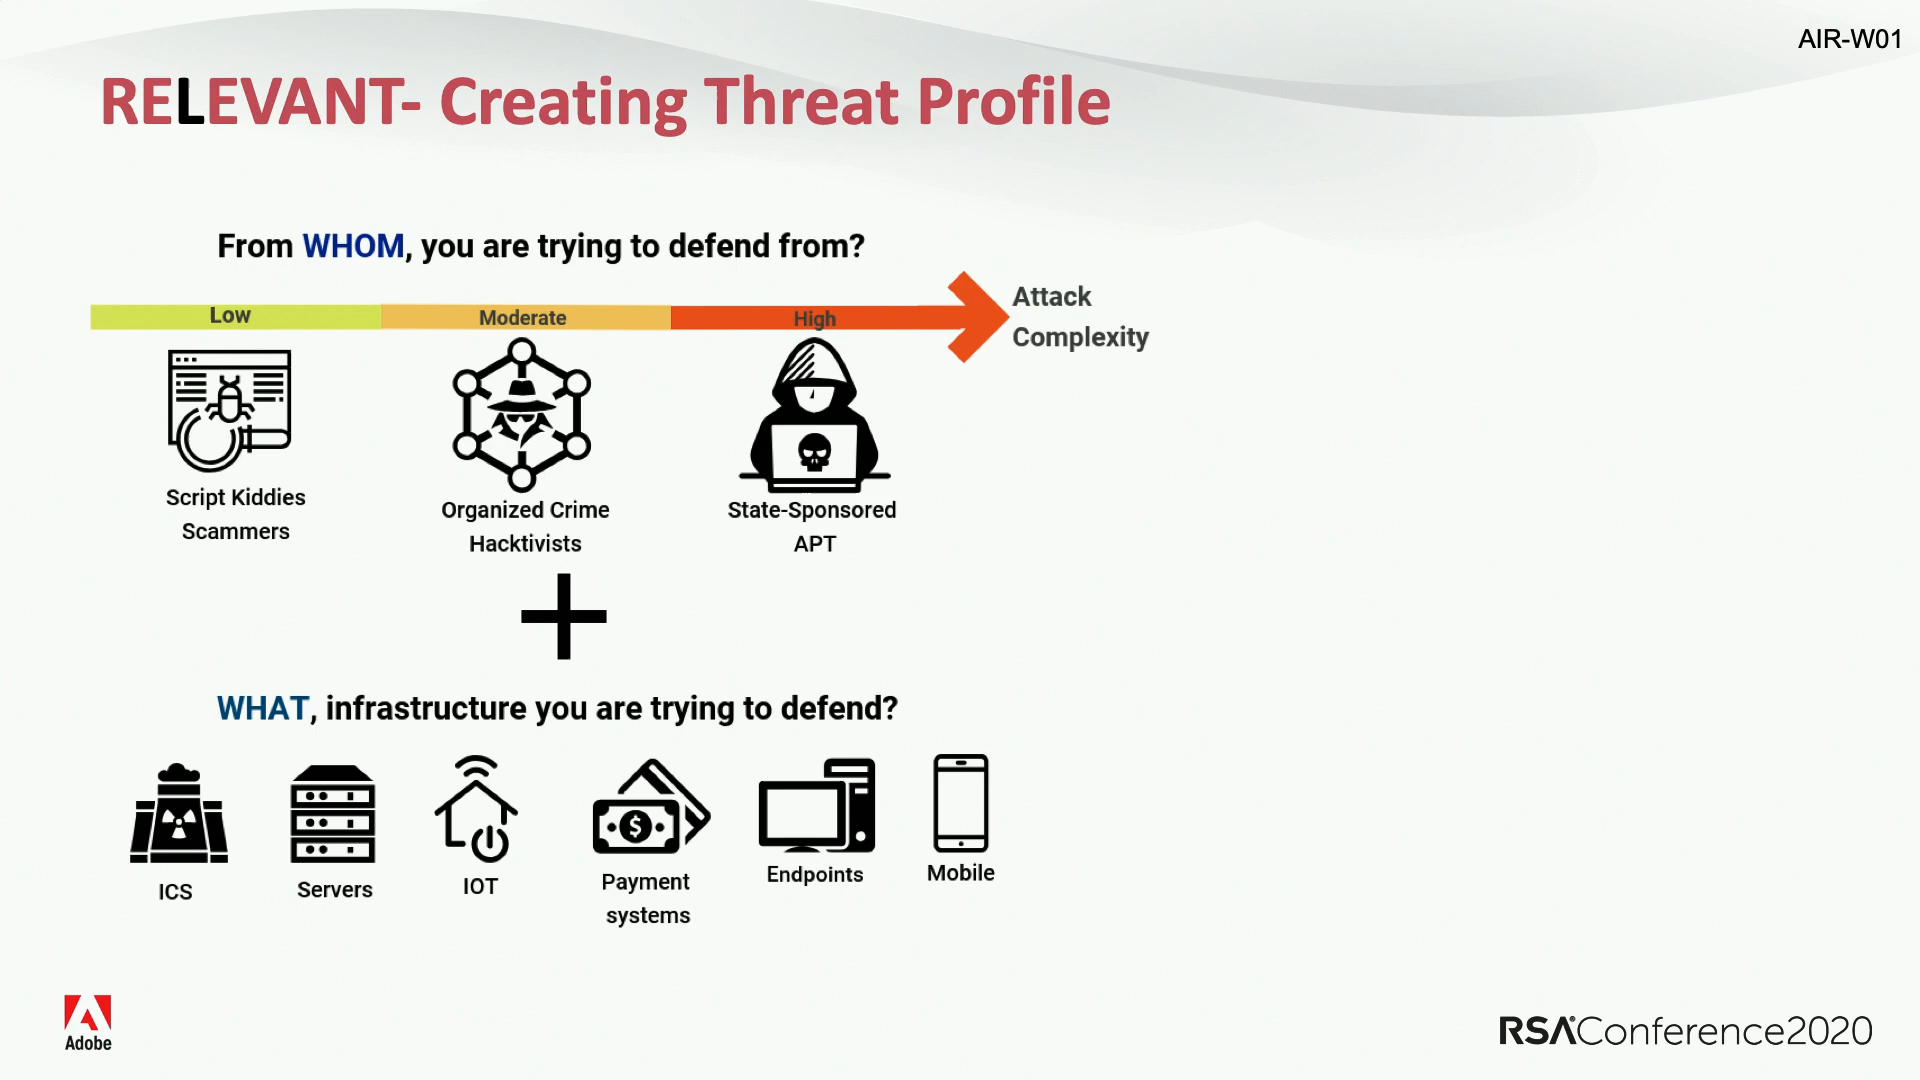 AIR-W01
RELEVANT- Creating Threat Profile
From WHOM, you are trying to defend from?
Low
Moderate
High
Attack
Complexity
Script Kiddies
Scammers
Organized Crime
Hacktivists
State-Sponsored
APT
WHAT, infrastructure you are trying to defend?
ICS
Servers
IOT
Payment
systems
Endpoints
Mobile
Adobe
RSA®Conference2020